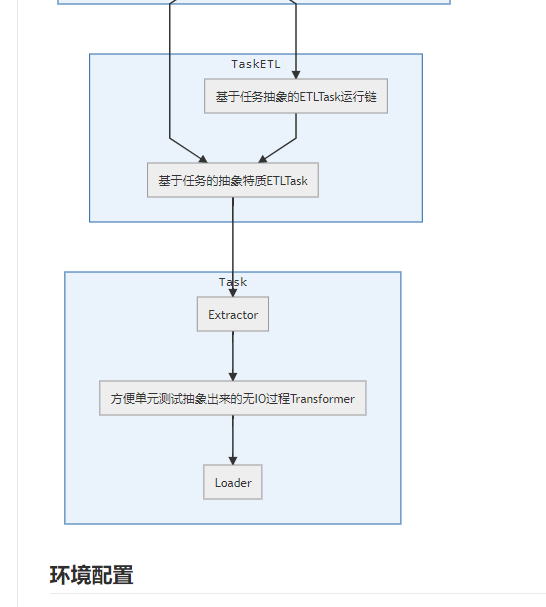 TaskETL
基于任务抽象的ETLTask运行链
基于任务的抽象特质ETLTask
Task
Extractor
方便单元测试抽象出来的无IO过程Transformer
Loader
环境配置